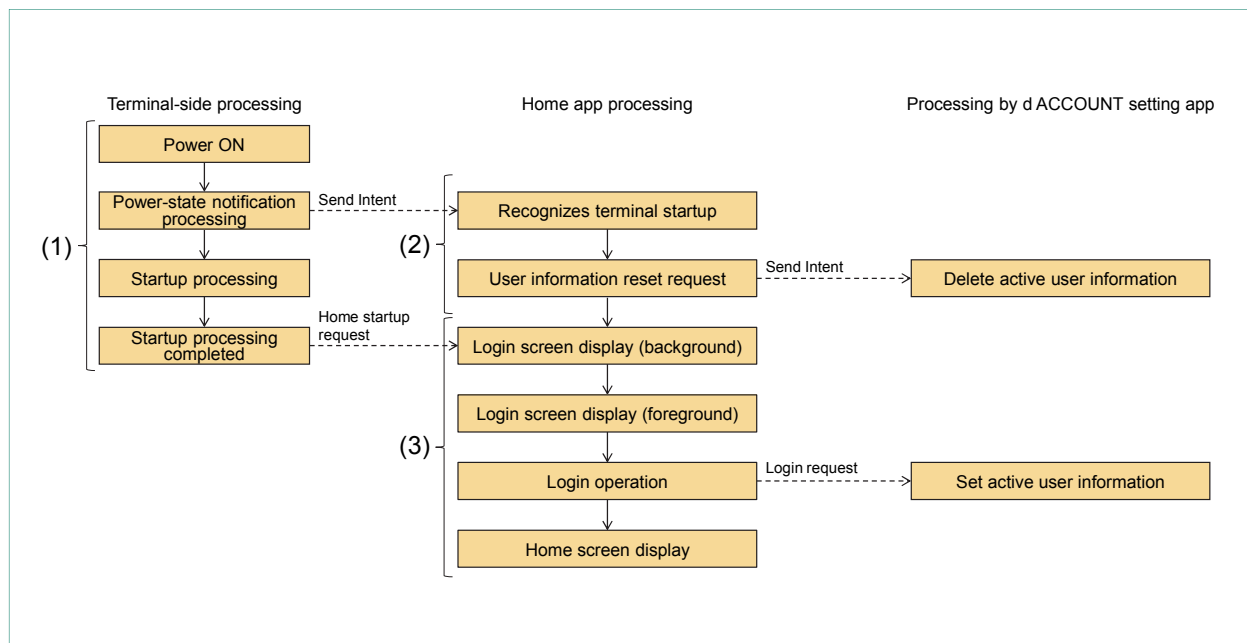 Terminal-side processing
Home app processing
Processing by d ACCOUNT setting app
(1)
Power ON
Power-state notification
processing
Send Intent
Recognizes terminal startup
(2)
Startup processing
User information reset request
Send Intent
Delete active user information
Startup processing
completed
Home startup
request
Login screen display (background)
Login screen display (foreground)
(3)
Login operation
Login request
Set active user information
Home screen display